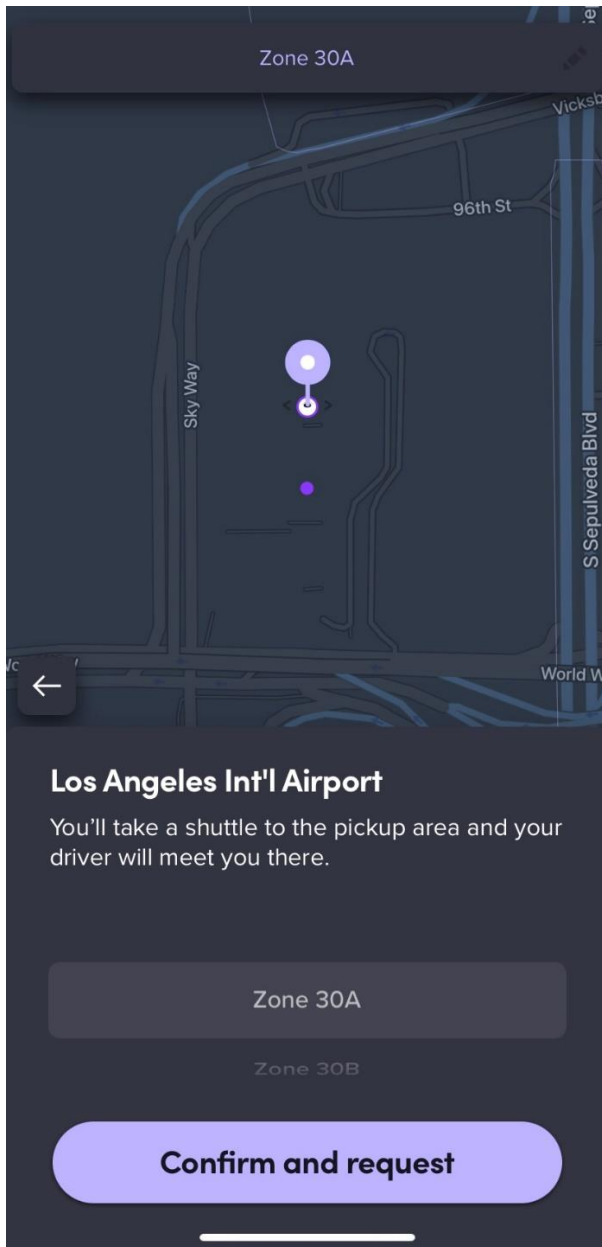 Zone 30A
96th St
Sky Way
S Sepulveda Blvd
World W
Los Angeles Int'l Airport
You'll take a shuttle to the pickup area and your
driver will meet you there.
Zone 30A
Zone 30B
Confirm and request